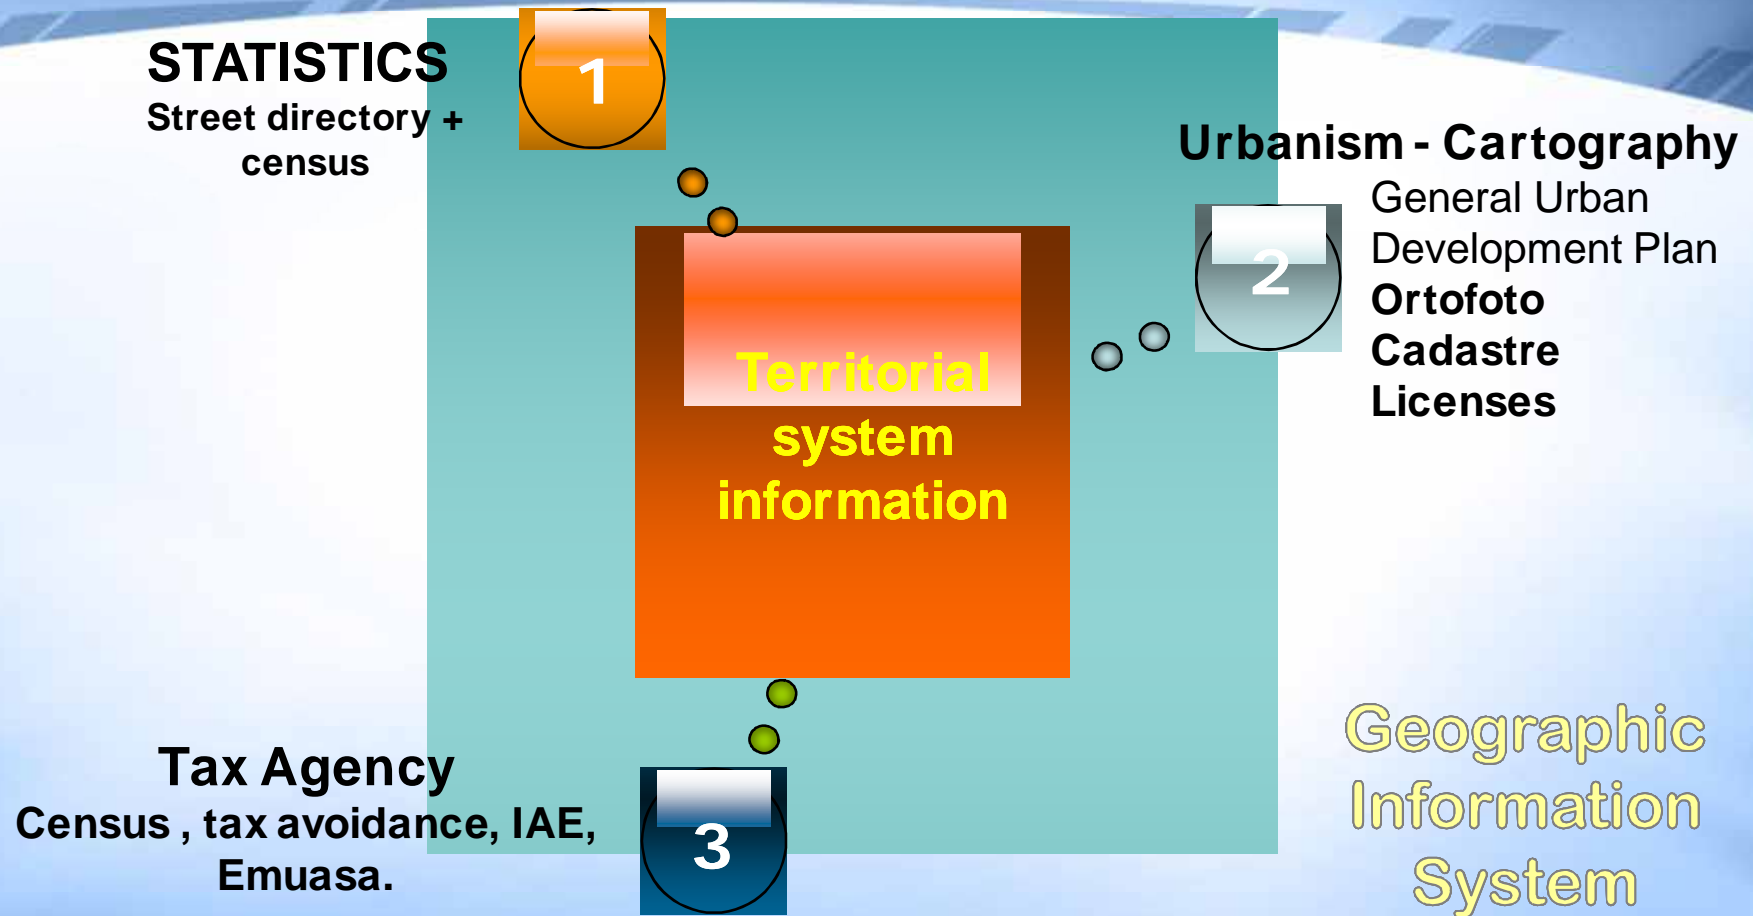 STATISTICS
Street directory +
census
1
Urbanism - Cartography
General Urban
Development Plan
Ortofoto
Cadastre
Licenses
2
Territorial
system
information
Tax Agency
Census , tax avoidance, IAE,
Emuasa.
3
Geographic
Information
System